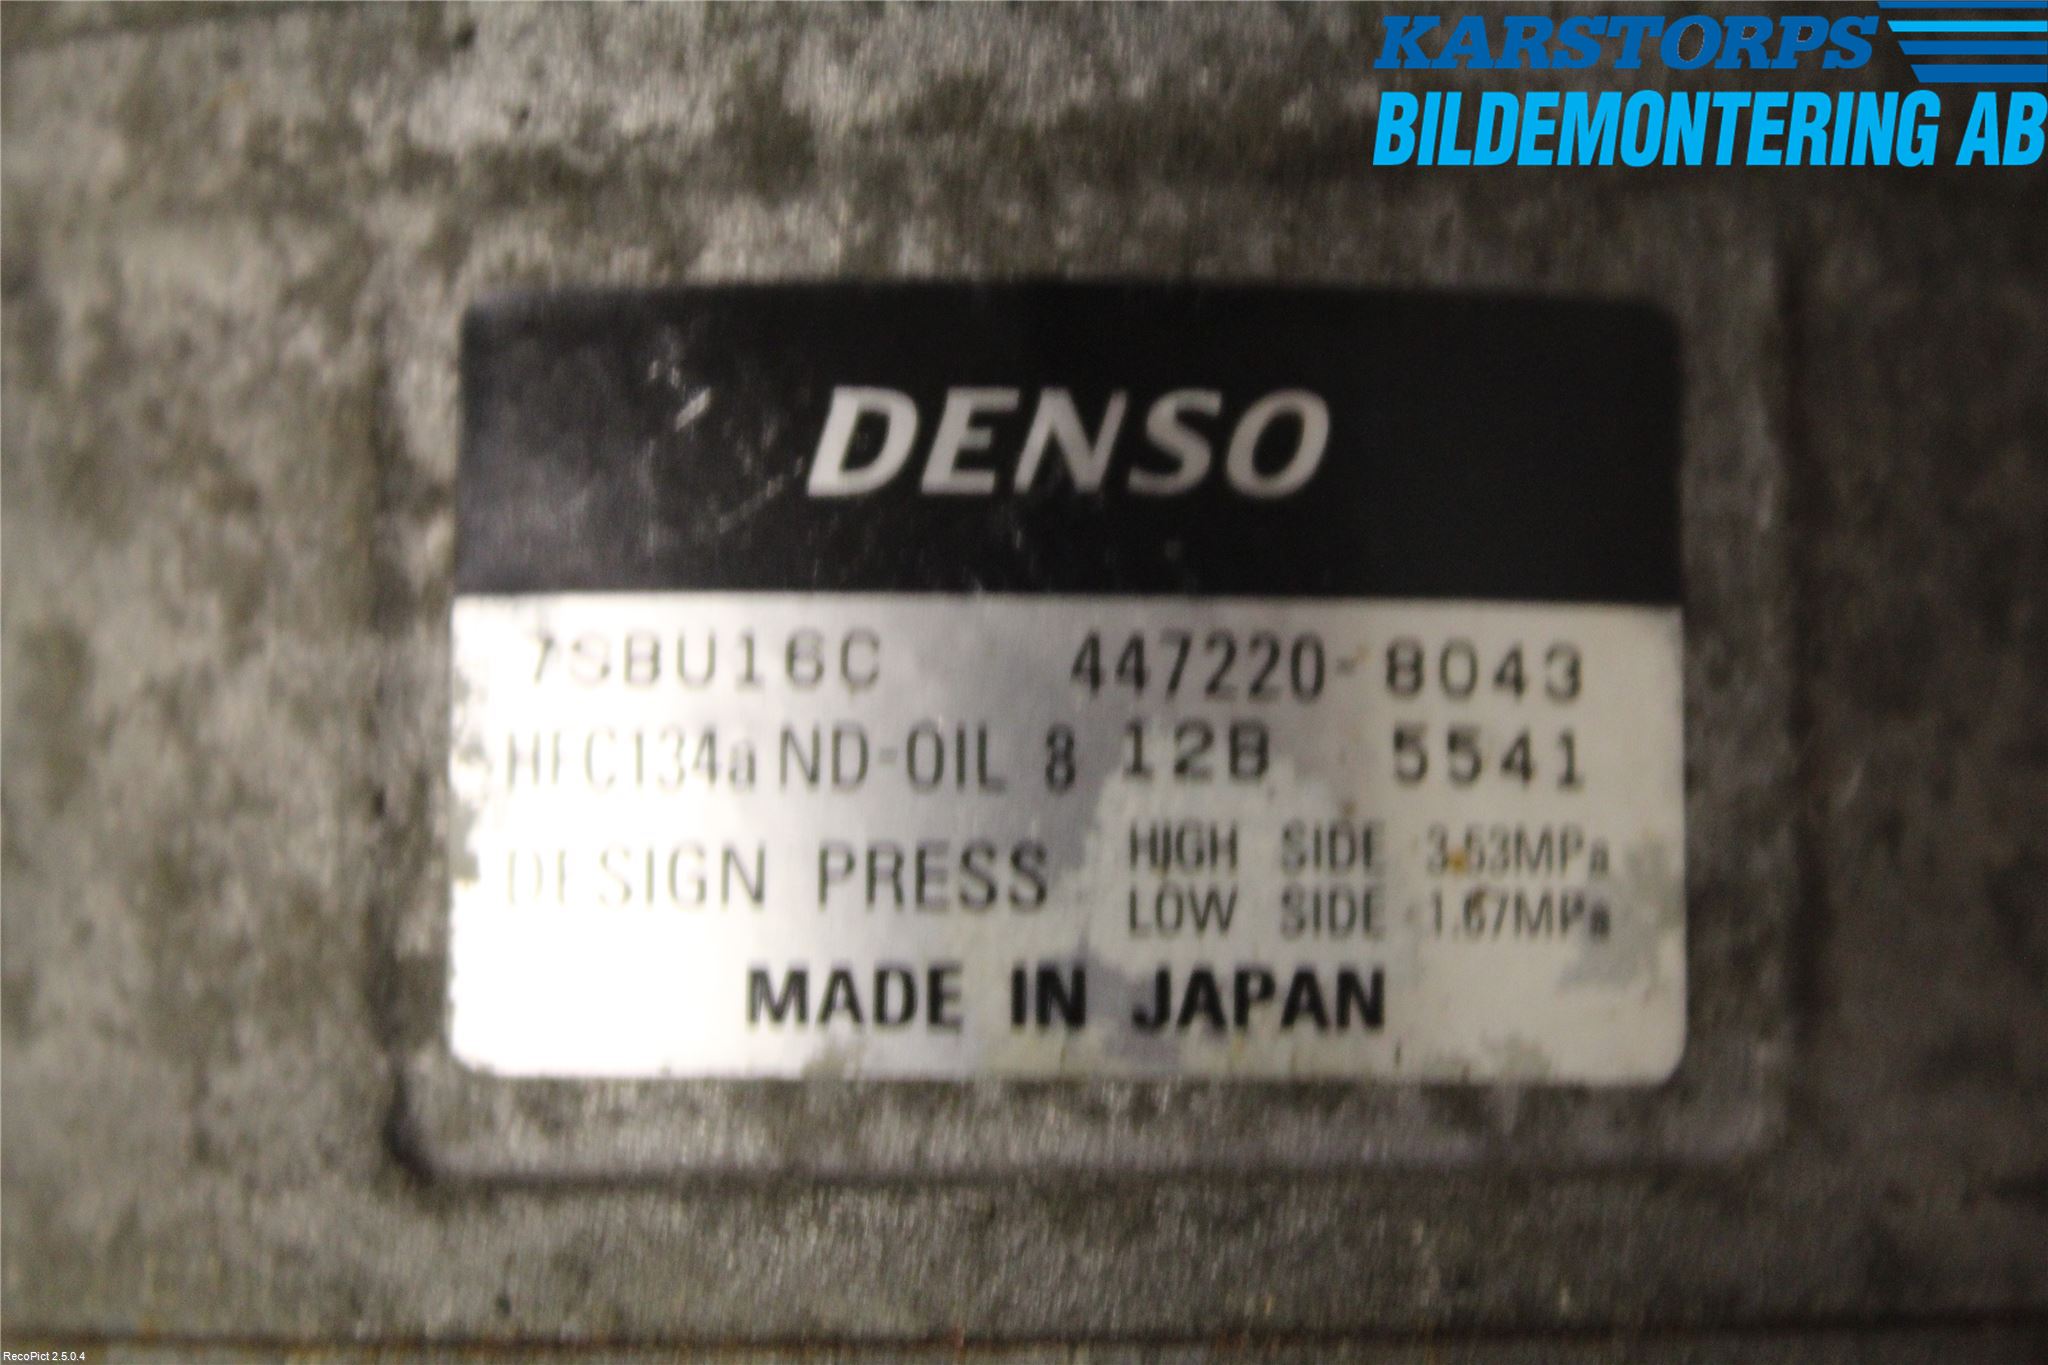 KARSTORPS
BILDEMONTERING AB
DENSO
7SBU16C 447220-8043
HFC134a ND-OIL 8 12B 5541
DESIGN PRESS HIGH SIDE 3.53MPa
LOW SIDE 1.67MPa
MADE IN JAPAN
RecoPict 2.5.0.4